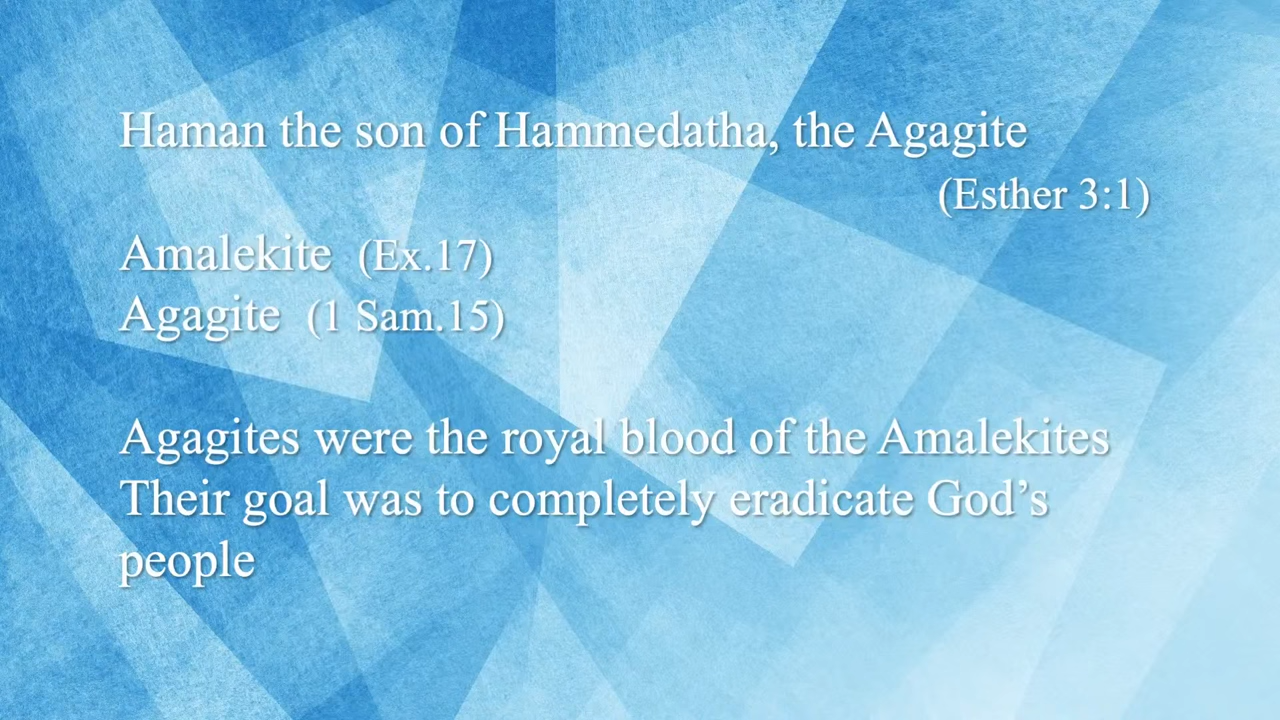 Haman the son of Hammedatha, the Agagite
(Esther 3:1)
Amalekite (Ex.17)
Agagite (1 Sam.15)
Agagites were the royal blood of the Amalekites
Their goal was to completely eradicate God’s
people